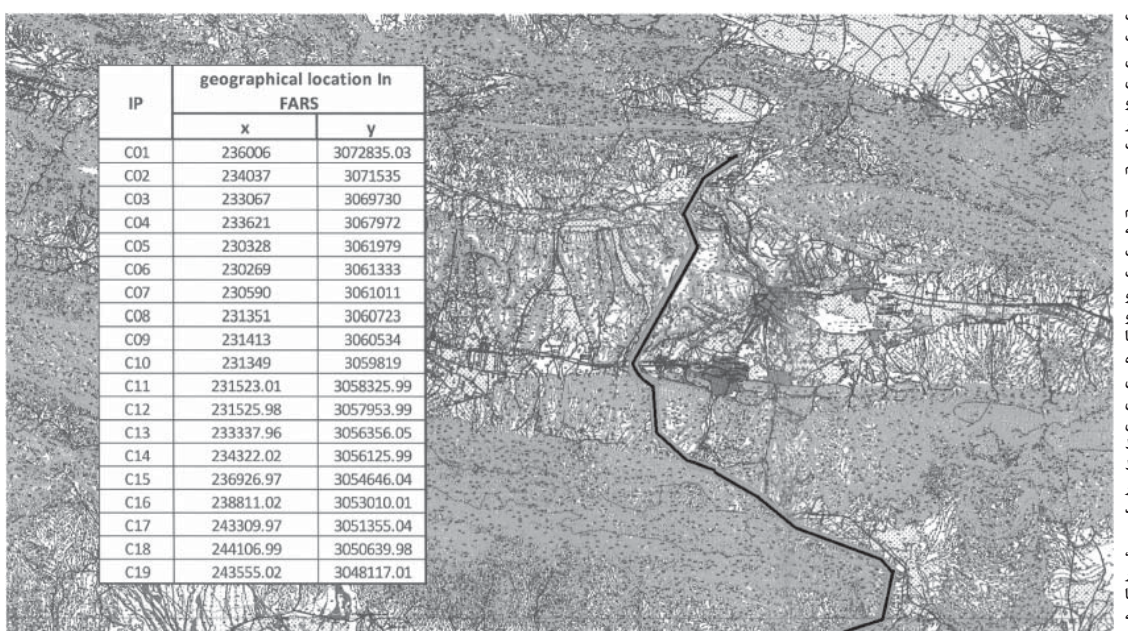 IP geographical location In FARS
x y
C01 236006 3072835.03
C02 234037 3071535
C03 233067 3069730
C04 233621 3067972
C05 230328 3061979
C06 230269 3061333
C07 230590 3061011
C08 231351 3060723
C09 231413 3060534
C10 231349 3059819
C11 231523.01 3058325.99
C12 231525.98 3057953.99
C13 233337.96 3056356.05
C14 234322.02 3056125.99
C15 236926.97 3054646.04
C16 238811.02 3053010.01
C17 243309.97 3051355.04
C18 244106.99 3050639.98
C19 243555.02 3048117.01